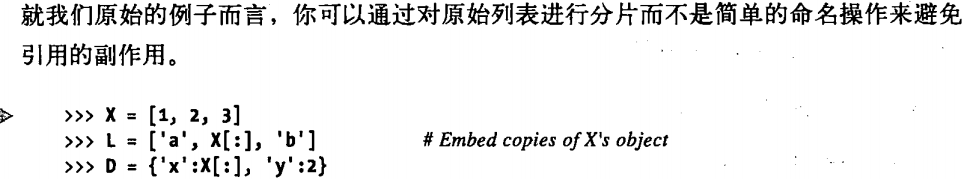 就我们原始的例子而言，你可以通过对原始列表进行分片而不是简单的命名操作来避免
引用的副作用。
>>> X = [1, 2, 3]
>>> L = ['a', X[:], 'b'] # Embed copies of X's object
>>> D = {'x':X[:], 'y':2}